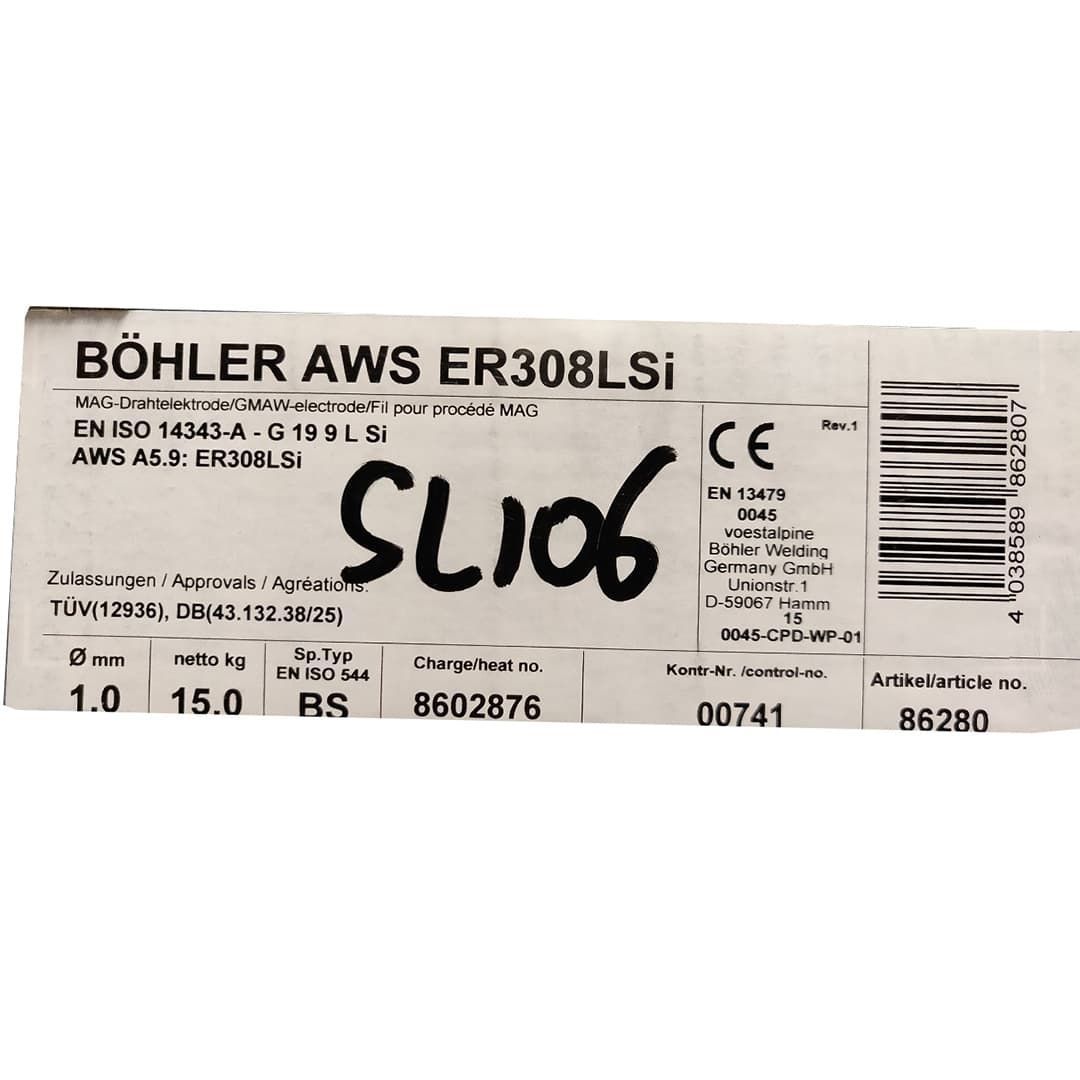 BÖHLER AWS ER308LSi
MAG-Drahtelektrode/GMAW-electrode/Fil pour procédé MAG
EN ISO 14343-A - G 19 9 L Si
AWS A5.9: ER308LSi
SL106
Zulassungen / Approvals / Agréations:
TÜV(12936), DB(43.132.38/25)
CE
Rev.1
EN 13479
0045
voestalpine
Böhler Welding
Germany GmbH
Unionstr.1
D-59067 Hamm
15
0045-CPD-WP-01
4 038589 862807
Ø mm
1.0
netto kg
15.0
Sp.Typ
EN ISO 544
BS
Charge/heat no.
8602876
Kontr-Nr. /control-no.
00741
Artikel/article no.
86280